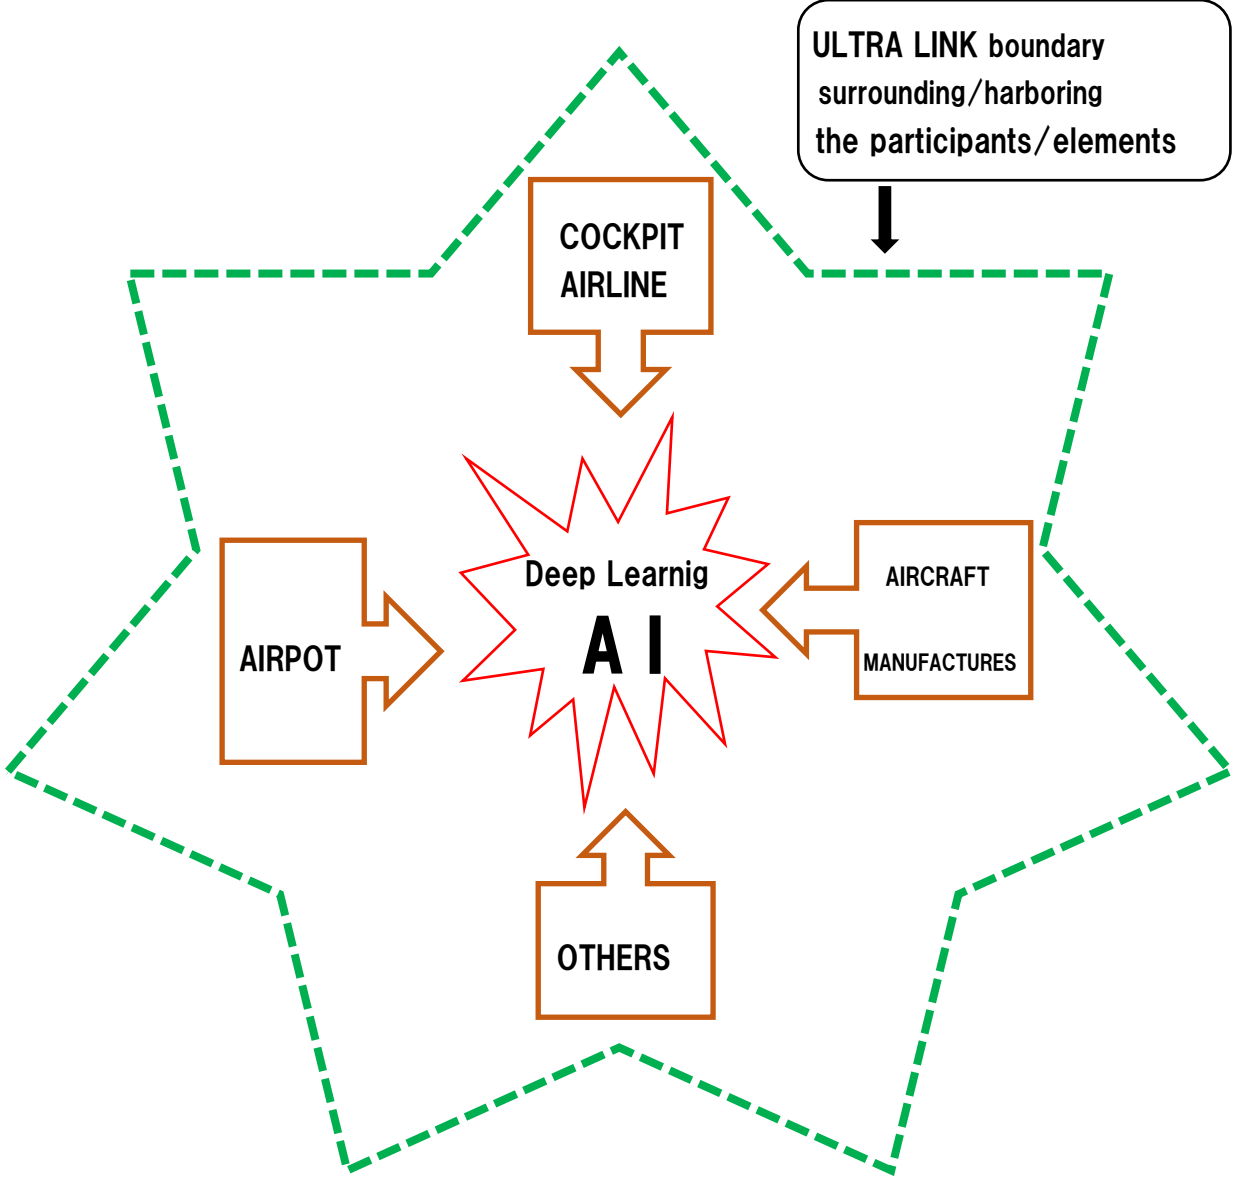 ULTRA LINK boundary
surrounding/harboring
the participants/elements
COCKPIT
AIRLINE
Deep Learnig
A I
AIRCRAFT
MANUFACTURES
AIRPOT
OTHERS